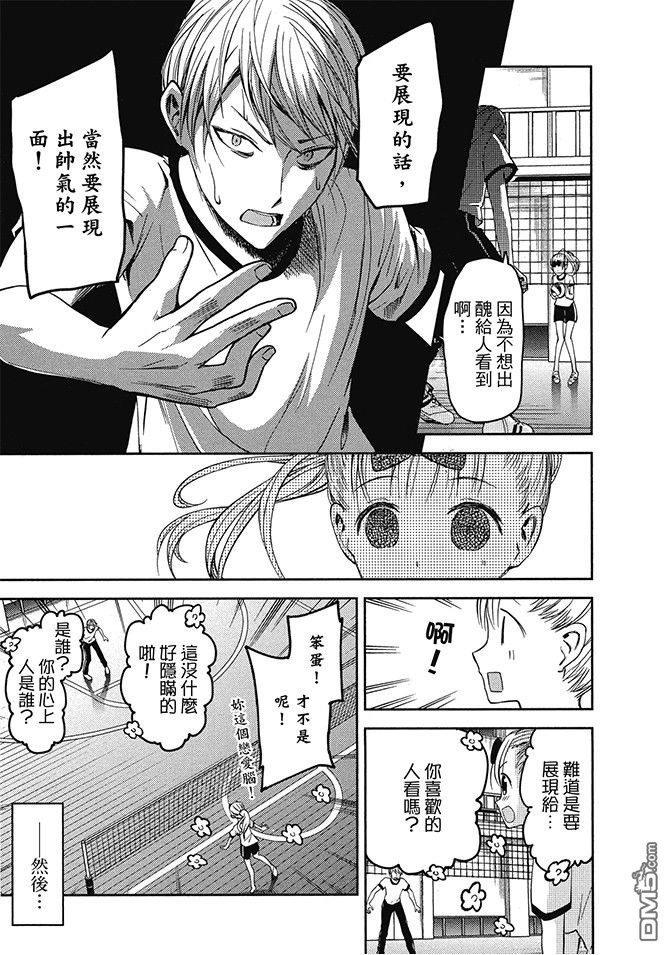 因為不想出
醜給人看到
啊…
要展現的話，
當然要展現
出帥氣的一
面！
啊！
難道是要
展現給…
你喜歡的
人看嗎？
笨蛋！
才不是
呢！
妳這個戀愛腦！
這沒什麼
好隱瞞的
啦！
是誰？
你的心上
人是誰？
——然後…
DM5.com